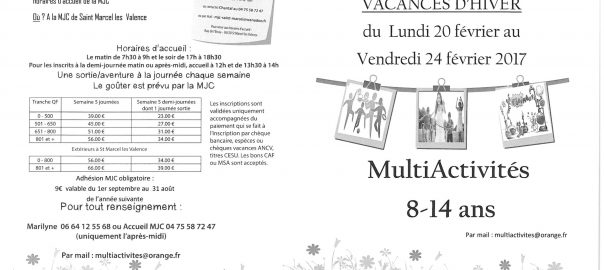 horaires d'accueil de la MJC
Où ? A la MJC de Saint Marcel les Valence
Horaires d'accueil :
Le matin de 7h30 à 9h et le soir de 17h à 18h30
Pour les inscrits à la demi-journée matin ou après-midi, accueil à 12h et de 13h30 à 14h
Une sortie/aventure à la journée chaque semaine
Le goûter est prévu par la MJC
Tranche QF Semaine 5 journées Semaine 5 demi-journées dont 1 journée sortie
0 - 500 39.00 € 23.00 €
501 - 650 45.00 € 27.00 €
651 - 800 51.00 € 31.00 €
801 et + 56.00 € 34.00 €
Extérieurs à St Marcel les Valence
0 - 800 56.00 € 34.00 €
801 et + 66.00 € 39.00 €
Les inscriptions sont
validées uniquement
accompagnées du
paiement qui se fait à
l'inscription par chèque
bancaire, espèces ou
chèques vacances ANCV,
titres CESU. Les bons CAF
ou MSA sont acceptés.
Adhésion MJC obligatoire :
9€ valable du 1er septembre au 31 août
de l'année suivante
Pour tout renseignement :
Marilyne 06 64 12 55 68 ou Accueil MJC 04 75 58 72 47
(uniquement l'après-midi)
Par mail : multiactivites@orange.fr
VACANCES D'HIVER
du Lundi 20 février au
Vendredi 24 février 2017
MultiActivités
8-14 ans
Par mail : multiactivites@orange.fr